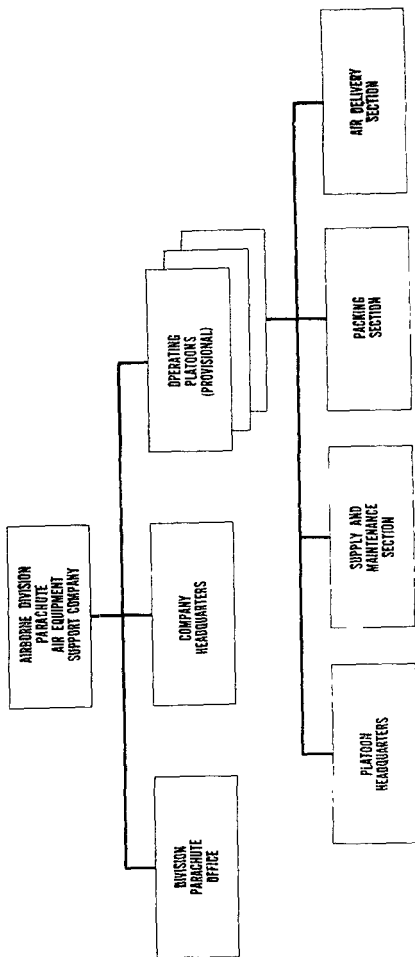 AIRBORNE DIVISION
PARACHUTE
AIR EQUIPMENT
SUPPORT COMPANY
DIVISION
PARACHUTE
OFFICE
COMPANY
HEADQUARTERS
OPERATING
PLATOONS
(PROVISIONAL)
PLATOON
HEADQUARTERS
SUPPLY AND
MAINTENANCE
SECTION
PACKING
SECTION
AIR DELIVERY
SECTION